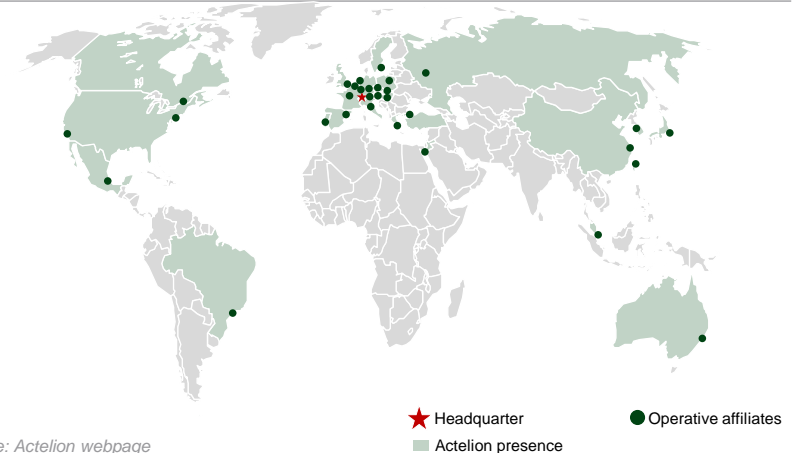 Headquarter
Operative affiliates
Actelion presence
: Actelion webpage